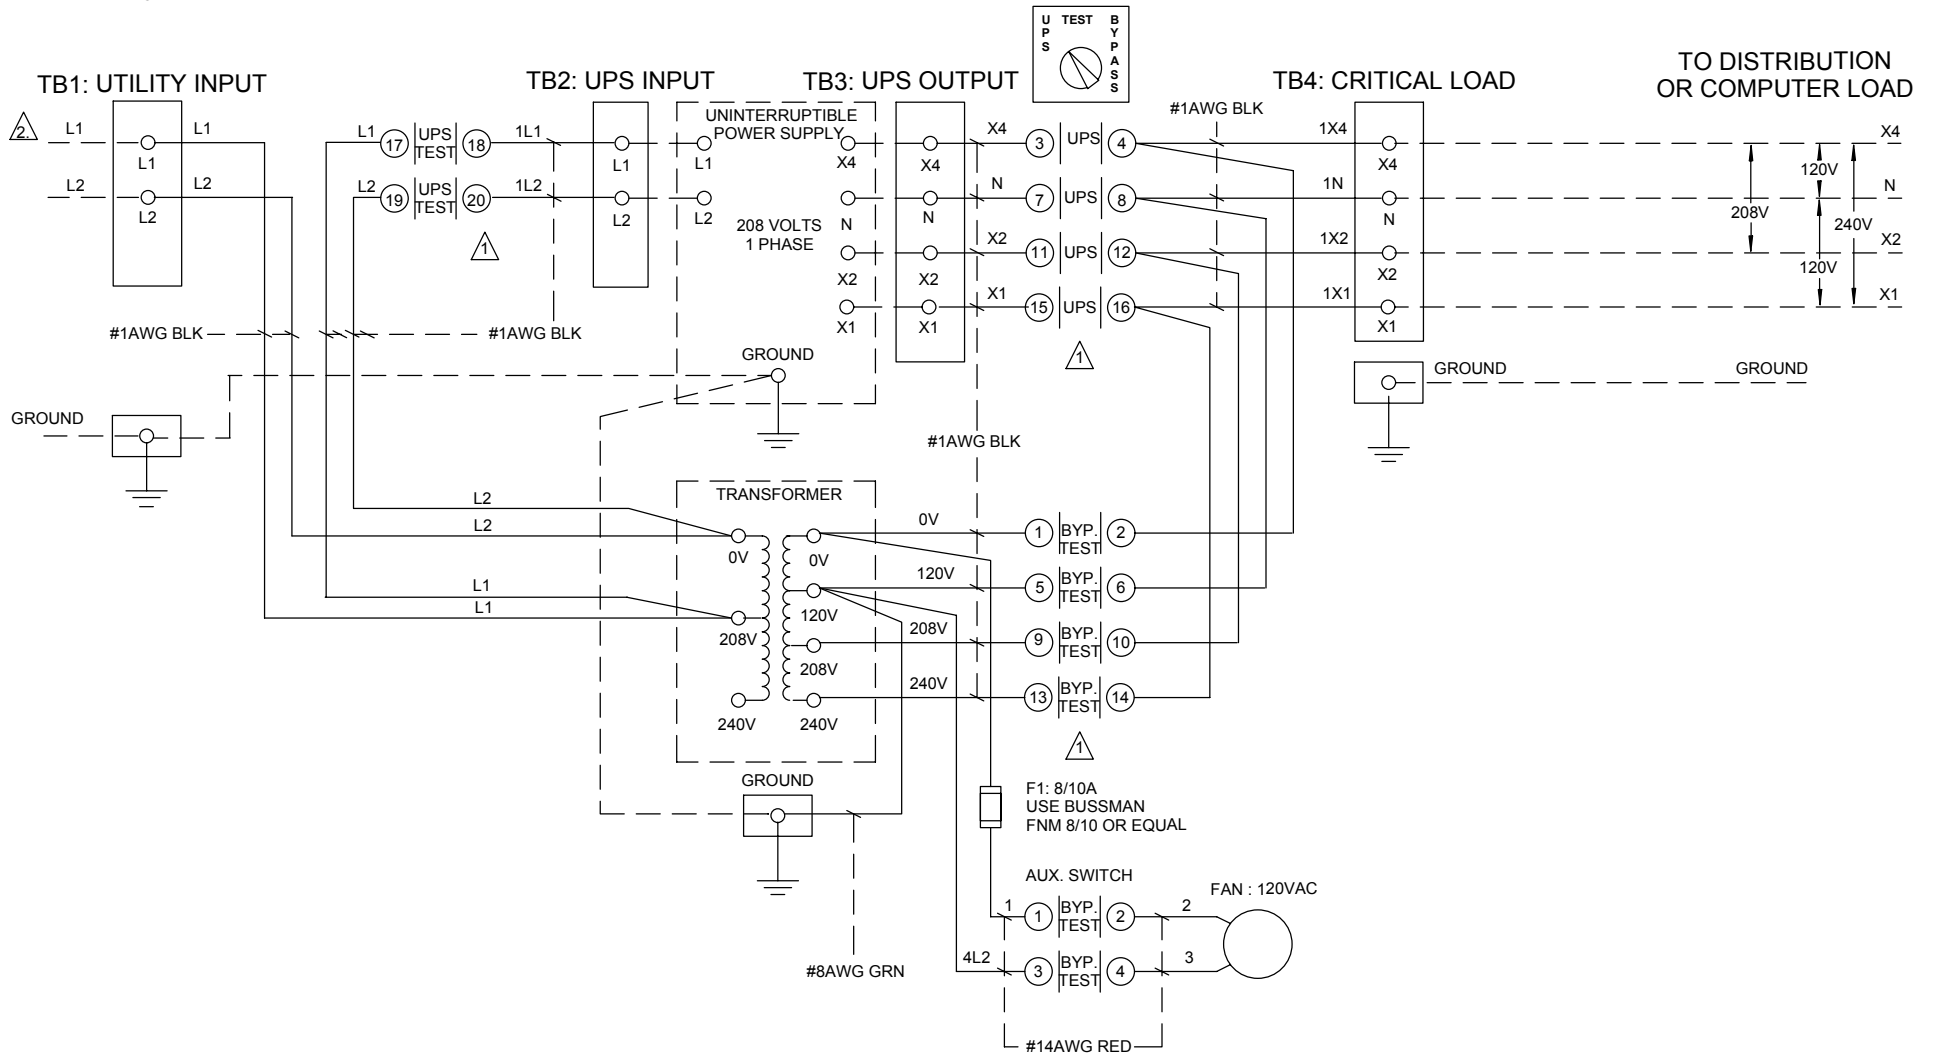 UPS TEST BYPASS
TB1: UTILITY INPUT
TB2: UPS INPUT
TB3: UPS OUTPUT
TB4: CRITICAL LOAD
TO DISTRIBUTION
OR COMPUTER LOAD
#1AWG BLK
UNINTERRUPTIBLE
POWER SUPPLY
2. L1 L1 L1 17 UPS TEST 18 1L1 X4 3 UPS 4 1X4 X4
L1 L1 L1 X4 X4 X4
120V
L2 L2 L2 19 UPS TEST 20 1L2 N 7 UPS 8 1N N
L2 L2 L2 N N N
208V 240V
1
208 VOLTS
1 PHASE
X2 11 UPS 12 1X2 X2
X2 X2 X2
120V
X1 15 UPS 16 1X1 X1
X1 X1 X1
#1AWG BLK #1AWG BLK
1
GROUND
GROUND GROUND
GROUND
#1AWG BLK
TRANSFORMER
L2
L2
0V 1 BYP. TEST 2
0V 0V
L1
L1
120V 5 BYP. TEST 6
120V
208V 9 BYP. TEST 10
208V 208V
240V 13 BYP. TEST 14
240V 240V
1
GROUND
F1: 8/10A
USE BUSSMAN
FNM 8/10 OR EQUAL
AUX. SWITCH
FAN : 120VAC
1 1 BYP. TEST 2 2
4L2 3 BYP. TEST 4 3
#8AWG GRN
#14AWG RED